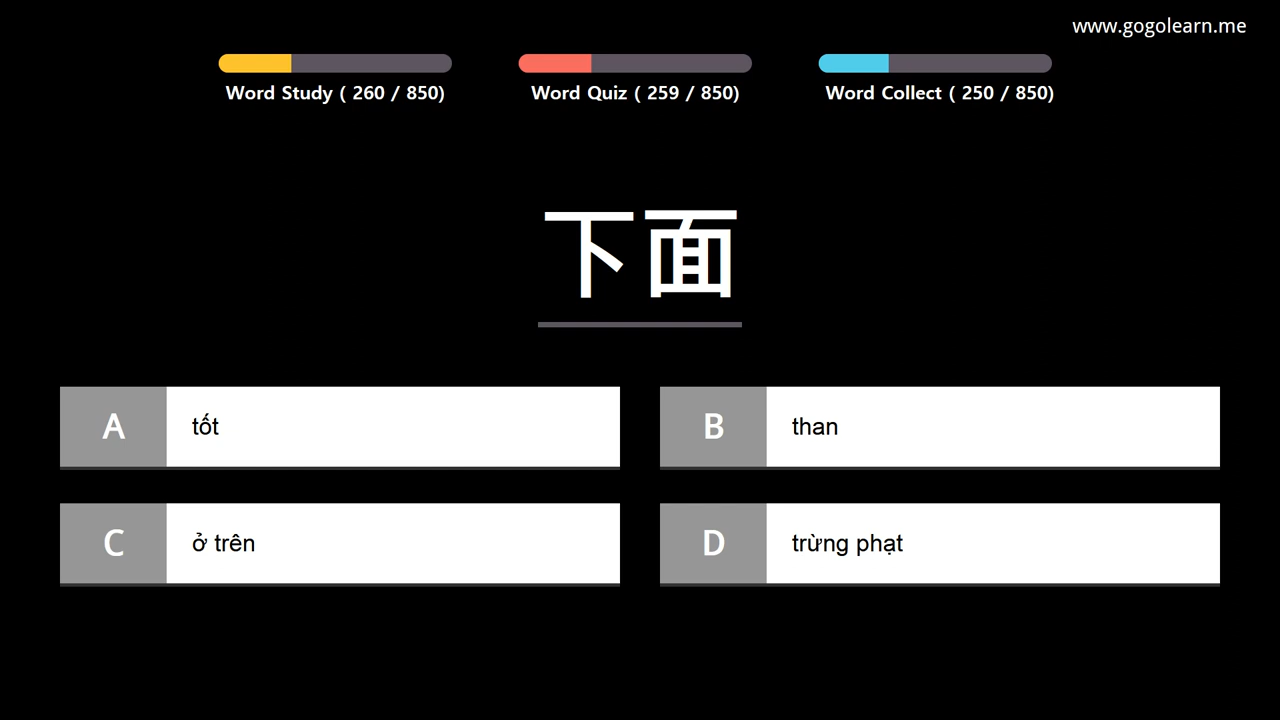 www.gogolearn.me
Word Study ( 260 / 850)
Word Quiz ( 259 / 850)
Word Collect ( 250 / 850)
下面
A tốt
B than
C ở trên
D trừng phạt